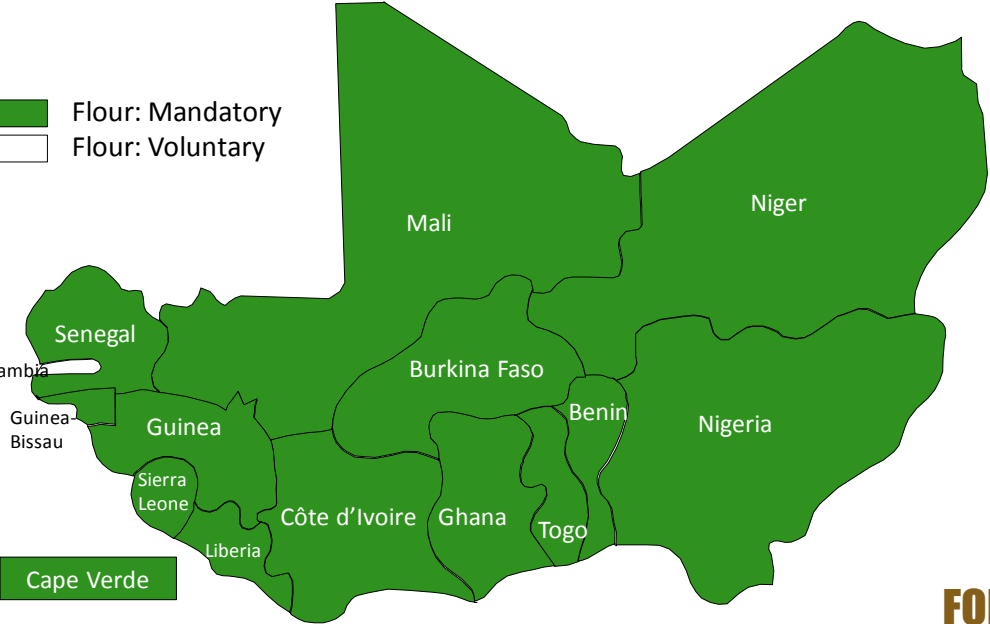 Flour: Mandatory
Flour: Voluntary
Niger
Mali
Senegal
Burkina Faso
Guinea-
Bissau
Guinea
Benin
Nigeria
Sierra
Leone
Côte d’Ivoire
Ghana
Togo
Liberia
Cape Verde